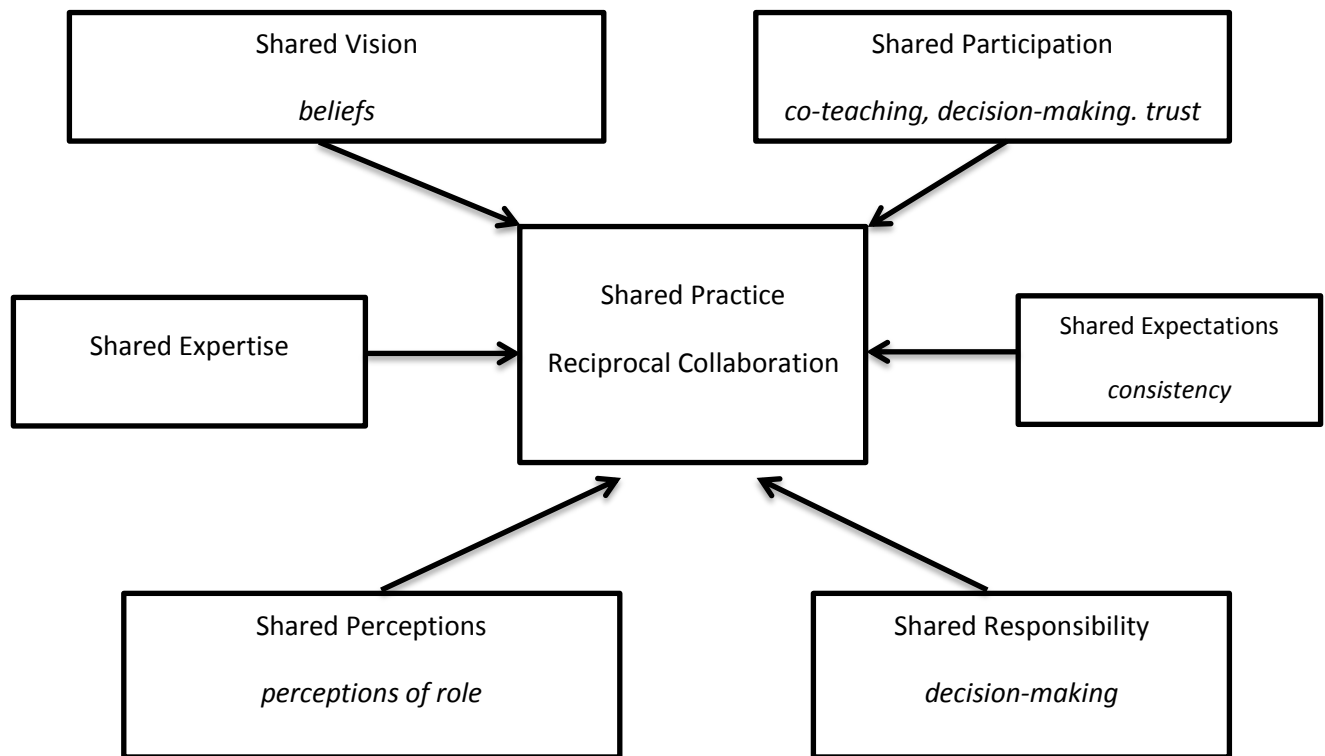 Shared Vision
beliefs
Shared Participation
co-teaching, decision-making. trust
Shared Practice
Reciprocal Collaboration
Shared Expertise
Shared Expectations
consistency
Shared Perceptions
perceptions of role
Shared Responsibility
decision-making